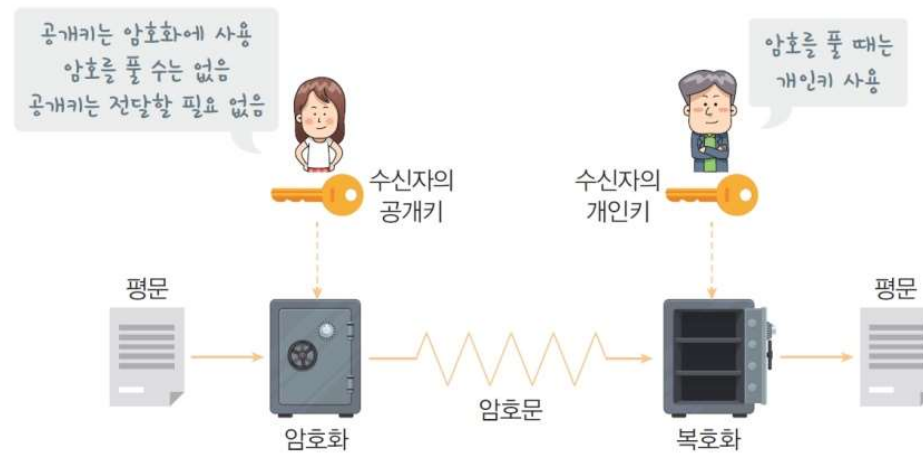 공개키는 암호화에 사용
암호를 풀 수는 없음
공개키는 전달할 필요 없음
암호를 풀 때는
개인키 사용
수신자의
공개키
수신자의
개인키
평문
평문
암호문
암호화
복호화